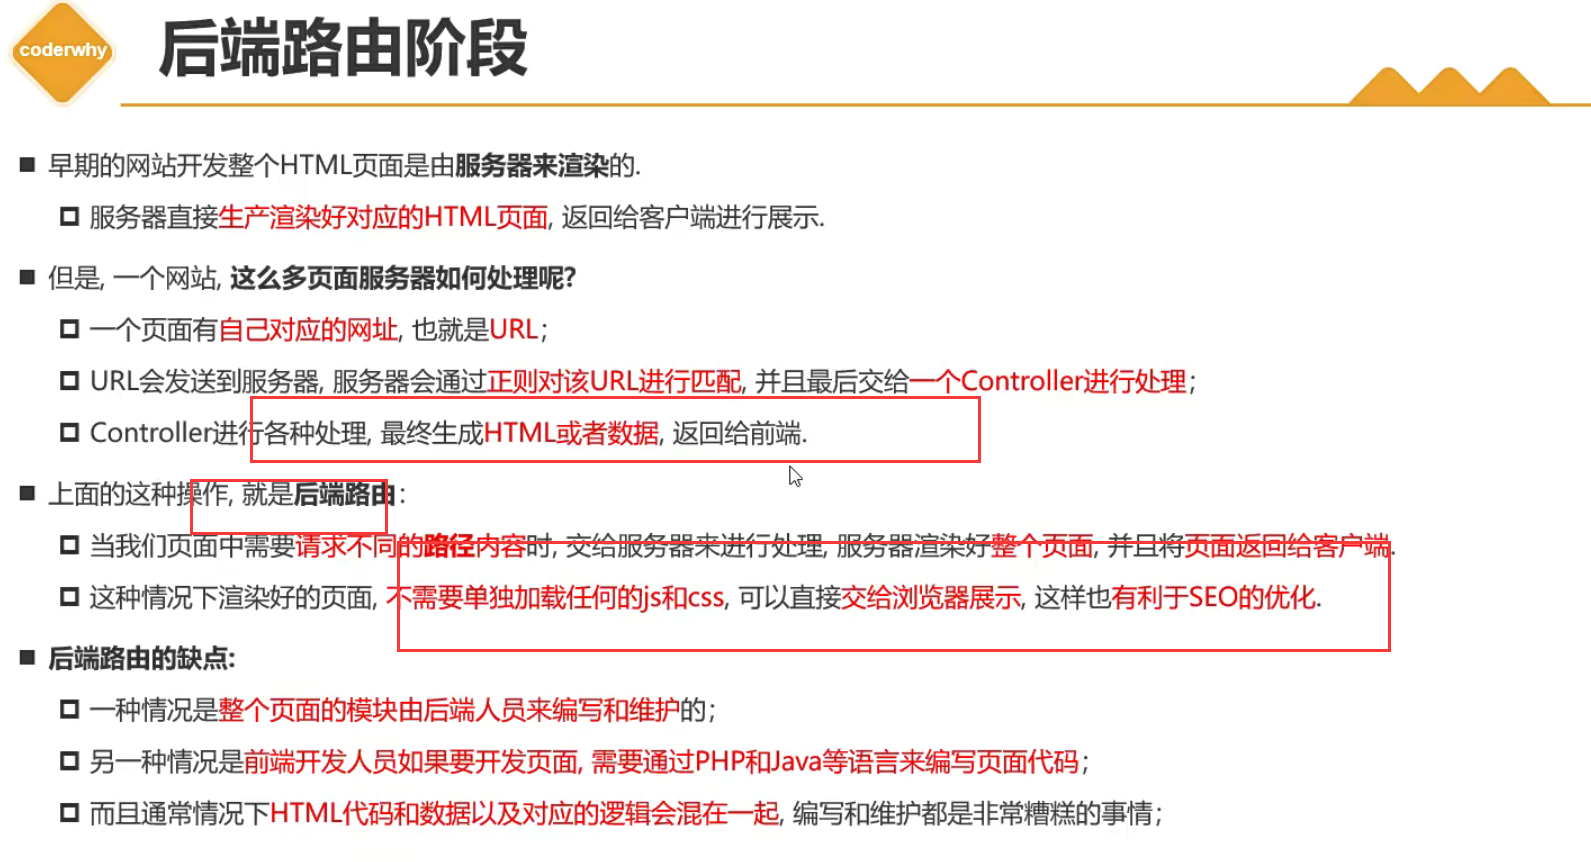 coderwhy
后端路由阶段
早期的网站开发整个HTML页面是由服务器来渲染的.
服务器直接生产渲染好对应的HTML页面, 返回给客户端进行展示.
但是, 一个网站, 这么多页面服务器如何处理呢?
一个页面有自己对应的网址, 也就是URL;
URL会发送到服务器, 服务器会通过正则对该URL进行匹配, 并且最后交给一个Controller进行处理;
Controller进行各种处理, 最终生成HTML或者数据, 返回给前端.
上面的这种操作, 就是后端路由:
当我们页面中需要请求不同的路径内容时, 交给服务器来进行处理, 服务器渲染好整个页面, 并且将页面返回给客户端.
这种情况下渲染好的页面, 不需要单独加载任何的js和css, 可以直接交给浏览器展示, 这样也有利于SEO的优化.
后端路由的缺点:
一种情况是整个页面的模块由后端人员来编写和维护的;
另一种情况是前端开发人员如果要开发页面, 需要通过PHP和Java等语言来编写页面代码;
而且通常情况下HTML代码和数据以及对应的逻辑会混在一起, 编写和维护都是非常糟糕的事情;